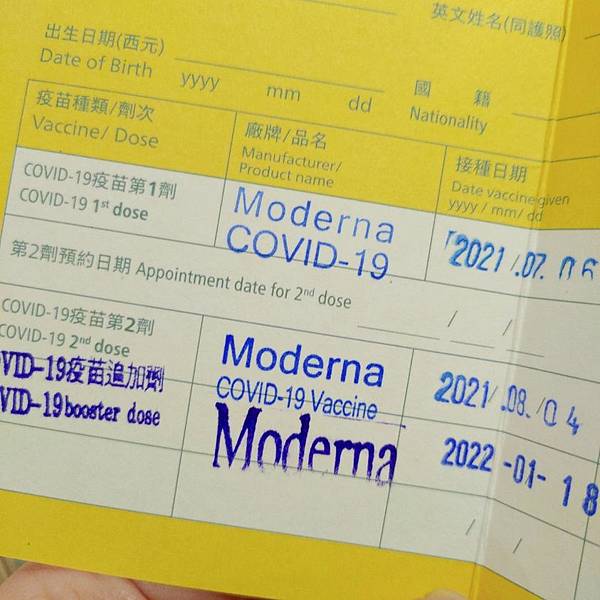 英文姓名(同護照)
出生日期(西元)
Date of Birth
yyyy mm dd
國籍
Nationality
疫苗種類/劑次
Vaccine/ Dose
廠牌/品名
Manufacturer/
Product name
接種日期
Date vaccine given
yyyy / mm/ dd
COVID-19疫苗第1劑
COVID-19 1st dose
Moderna
COVID-19
2021.07.06
第2劑預約日期 Appointment date for 2nd dose
/ /
COVID-19疫苗第2劑
COVID-19 2nd dose
Moderna
COVID-19 Vaccine
2021.08.04
VID-19疫苗追加劑
VID-19 booster dose
Moderna
2022-01-18
/ /